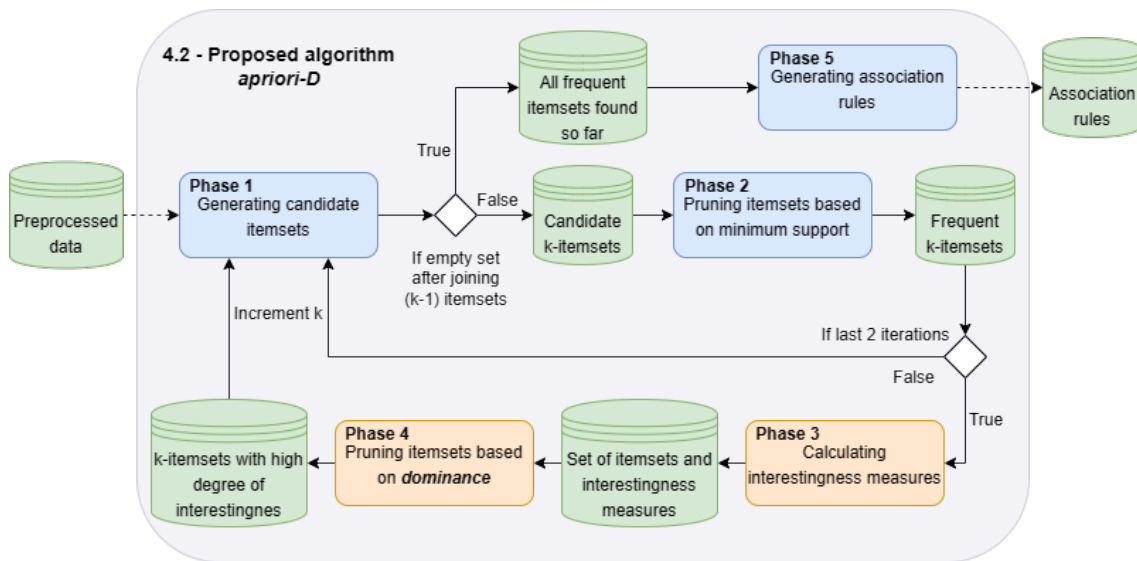 4.2 - Proposed algorithm
apriori-D
All frequent
itemsets found
so far
Phase 5
Generating association
rules
Association
rules
True
Preprocessed
data
Phase 1
Generating candidate
itemsets
False
If empty set
after joining
(k-1) itemsets
Candidate
k-itemsets
Phase 2
Pruning itemsets based
on minimum support
Frequent
k-itemsets
Increment k
If last 2 iterations
False
True
k-itemsets with high
degree of
interestingnes
Phase 4
Pruning itemsets based
on dominance
Set of itemsets and
interestingness
measures
Phase 3
Calculating
interestingness measures